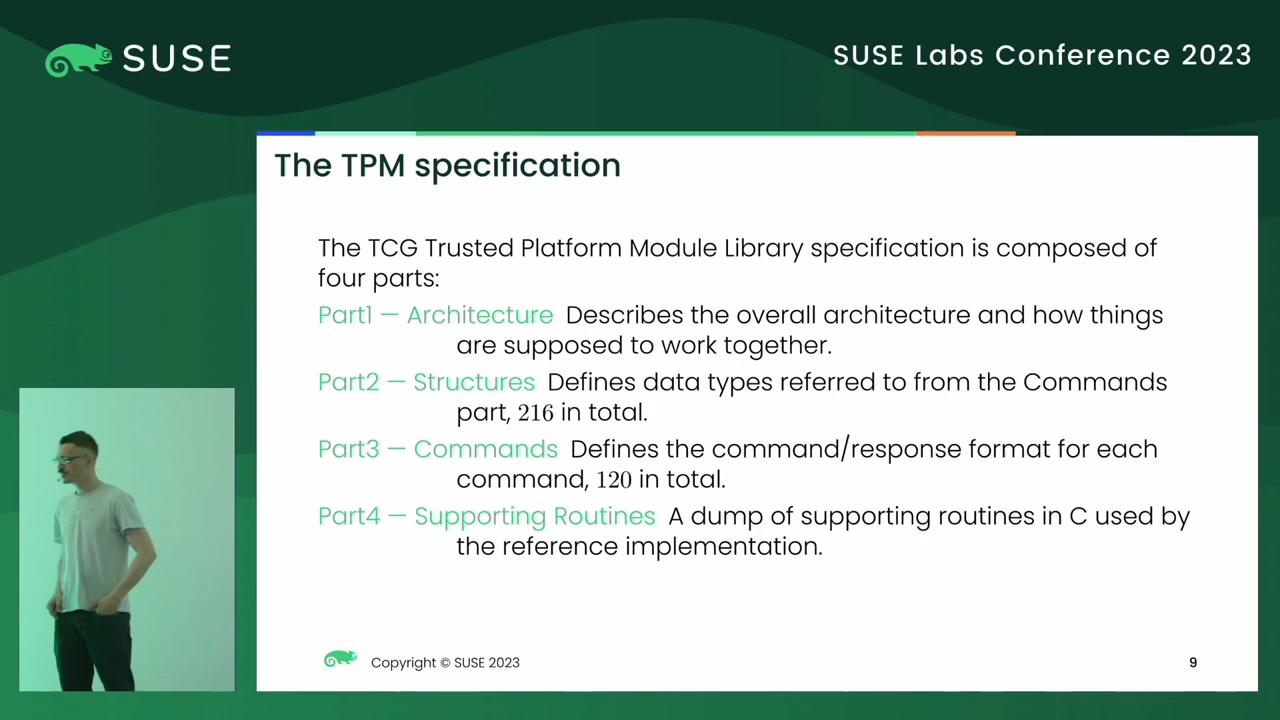 SUSE
SUSE Labs Conference 2023
The TPM specification
The TCG Trusted Platform Module Library specification is composed of
four parts:
Part1 — Architecture Describes the overall architecture and how things
are supposed to work together.
Part2 — Structures Defines data types referred to from the Commands
part, 216 in total.
Part3 — Commands Defines the command/response format for each
command, 120 in total.
Part4 — Supporting Routines A dump of supporting routines in C used by
the reference implementation.
Copyright © SUSE 2023
9